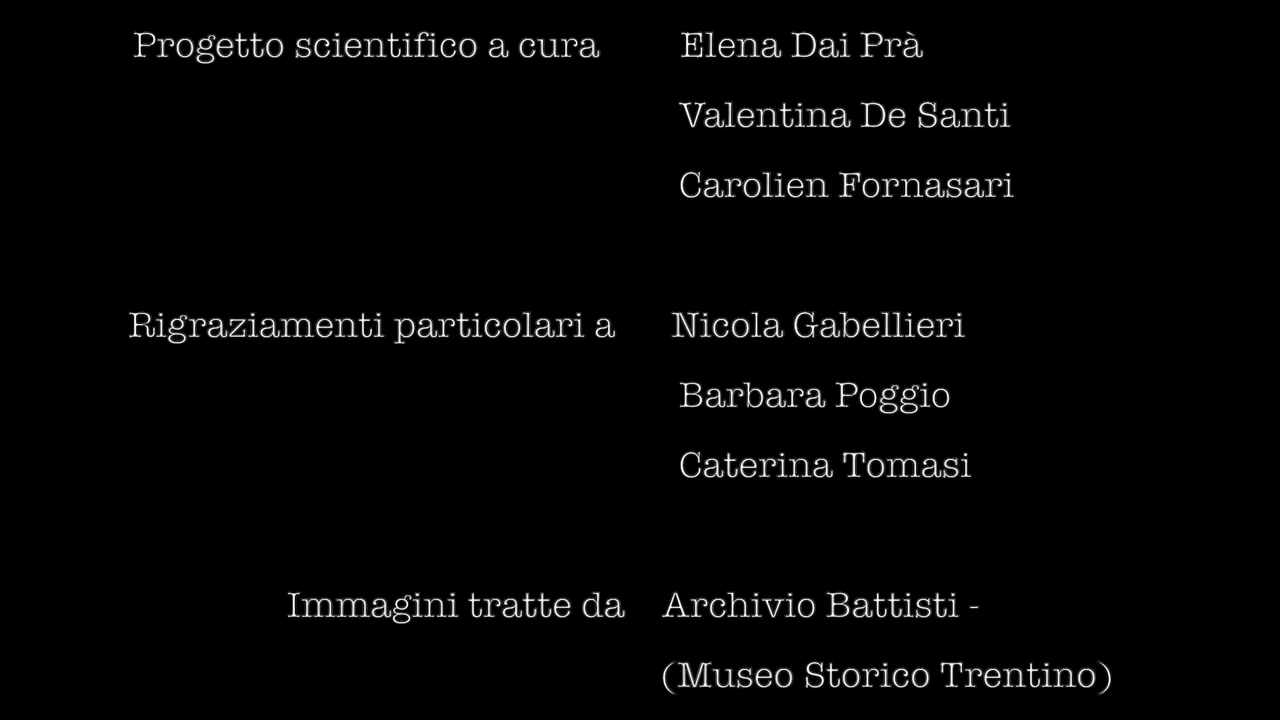 Progetto scientifico a cura Elena Dai Prà
Valentina De Santi
Carolien Fornasari
Rigraziamenti particolari a Nicola Gabellieri
Barbara Poggio
Caterina Tomasi
Immagini tratte da Archivio Battisti -
(Museo Storico Trentino)